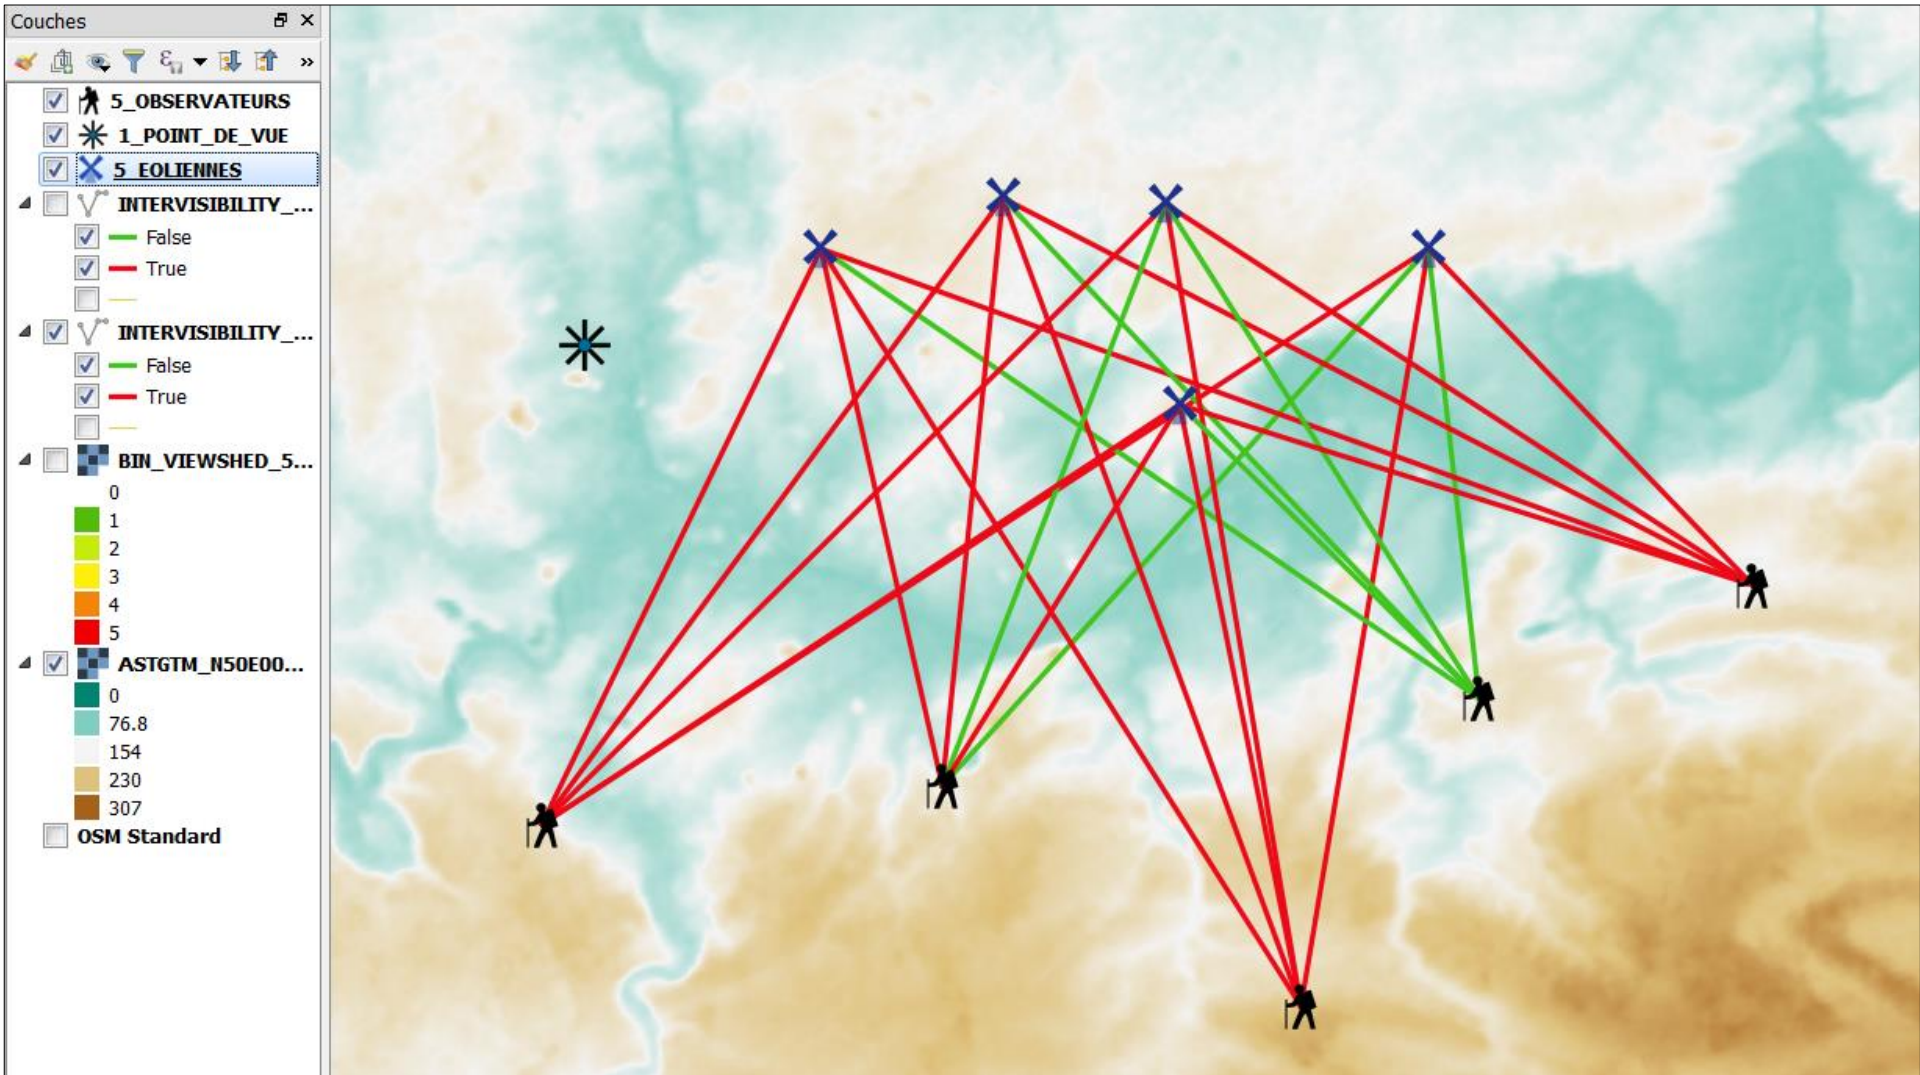 Couches
5_OBSERVATEURS
1_POINT_DE_VUE
5_EOLIENNES
INTERVISIBILITY_...
False
True
INTERVISIBILITY_...
False
True
BIN_VIEWSHED_5...
0
1
2
3
4
5
ASTGTM_N50E00...
0
76.8
154
230
307
OSM Standard